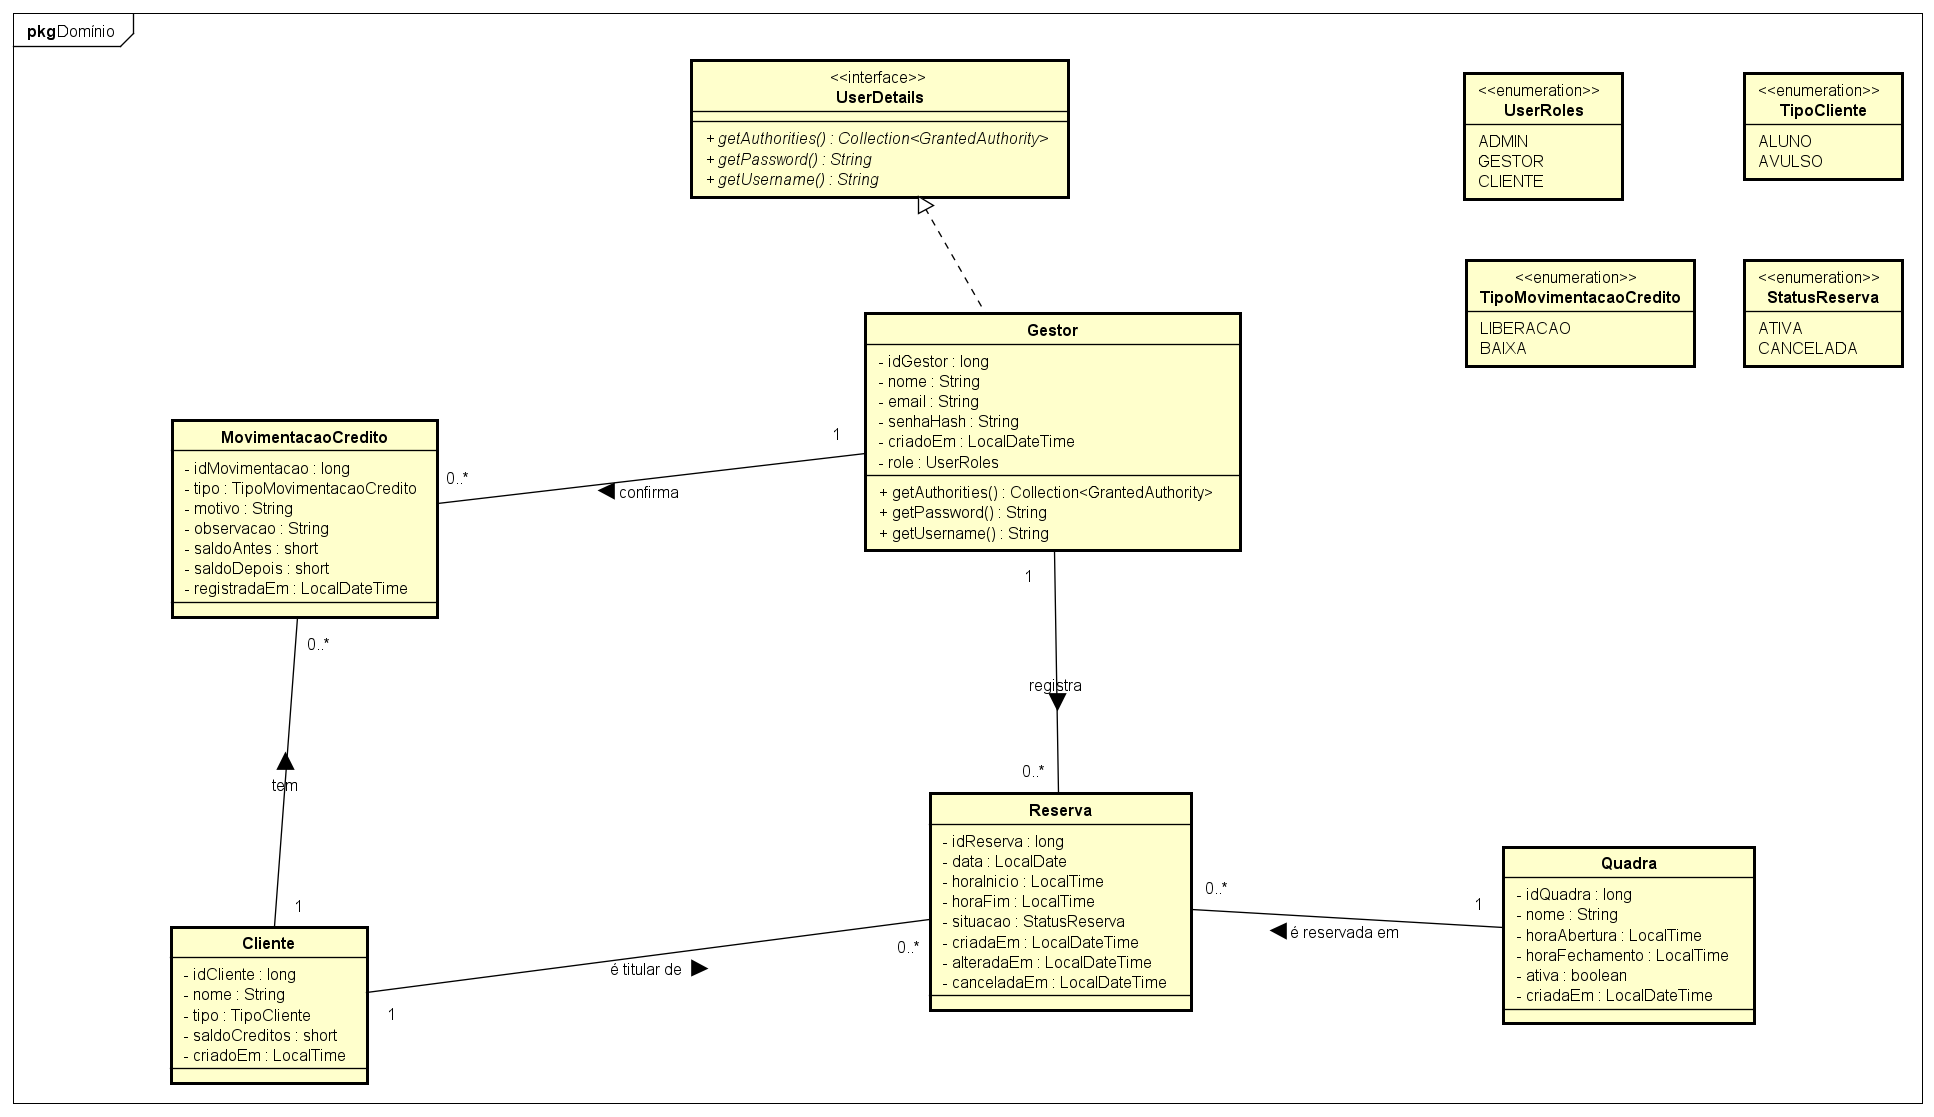 pkg Domínio
<<interface>>
UserDetails
+ getAuthorities() : Collection<GrantedAuthority>
+ getPassword() : String
+ getUsername() : String
<<enumeration>>
UserRoles
ADMIN
GESTOR
CLIENTE
<<enumeration>>
TipoCliente
ALUNO
AVULSO
<<enumeration>>
TipoMovimentacaoCredito
LIBERACAO
BAIXA
<<enumeration>>
StatusReserva
ATIVA
CANCELADA
Gestor
- idGestor : long
- nome : String
- email : String
- senhaHash : String
- criadoEm : LocalDateTime
- role : UserRoles
+ getAuthorities() : Collection<GrantedAuthority>
+ getPassword() : String
+ getUsername() : String
1
0..*
confirma
MovimentacaoCredito
- idMovimentacao : long
- tipo : TipoMovimentacaoCredito
- motivo : String
- observacao : String
- saldoAntes : short
- saldoDepois : short
- registradaEm : LocalDateTime
1
registra
0..*
0..*
tem
1
Reserva
- idReserva : long
- data : LocalDate
- horaInicio : LocalTime
- horaFim : LocalTime
- situacao : StatusReserva
- criadaEm : LocalDateTime
- alteradaEm : LocalDateTime
- canceladaEm : LocalDateTime
0..*
1
é reservada em
Quadra
- idQuadra : long
- nome : String
- horaAbertura : LocalTime
- horaFechamento : LocalTime
- ativa : boolean
- criadaEm : LocalDateTime
Cliente
- idCliente : long
- nome : String
- tipo : TipoCliente
- saldoCreditos : short
- criadoEm : LocalTime
0..*
é titular de
1